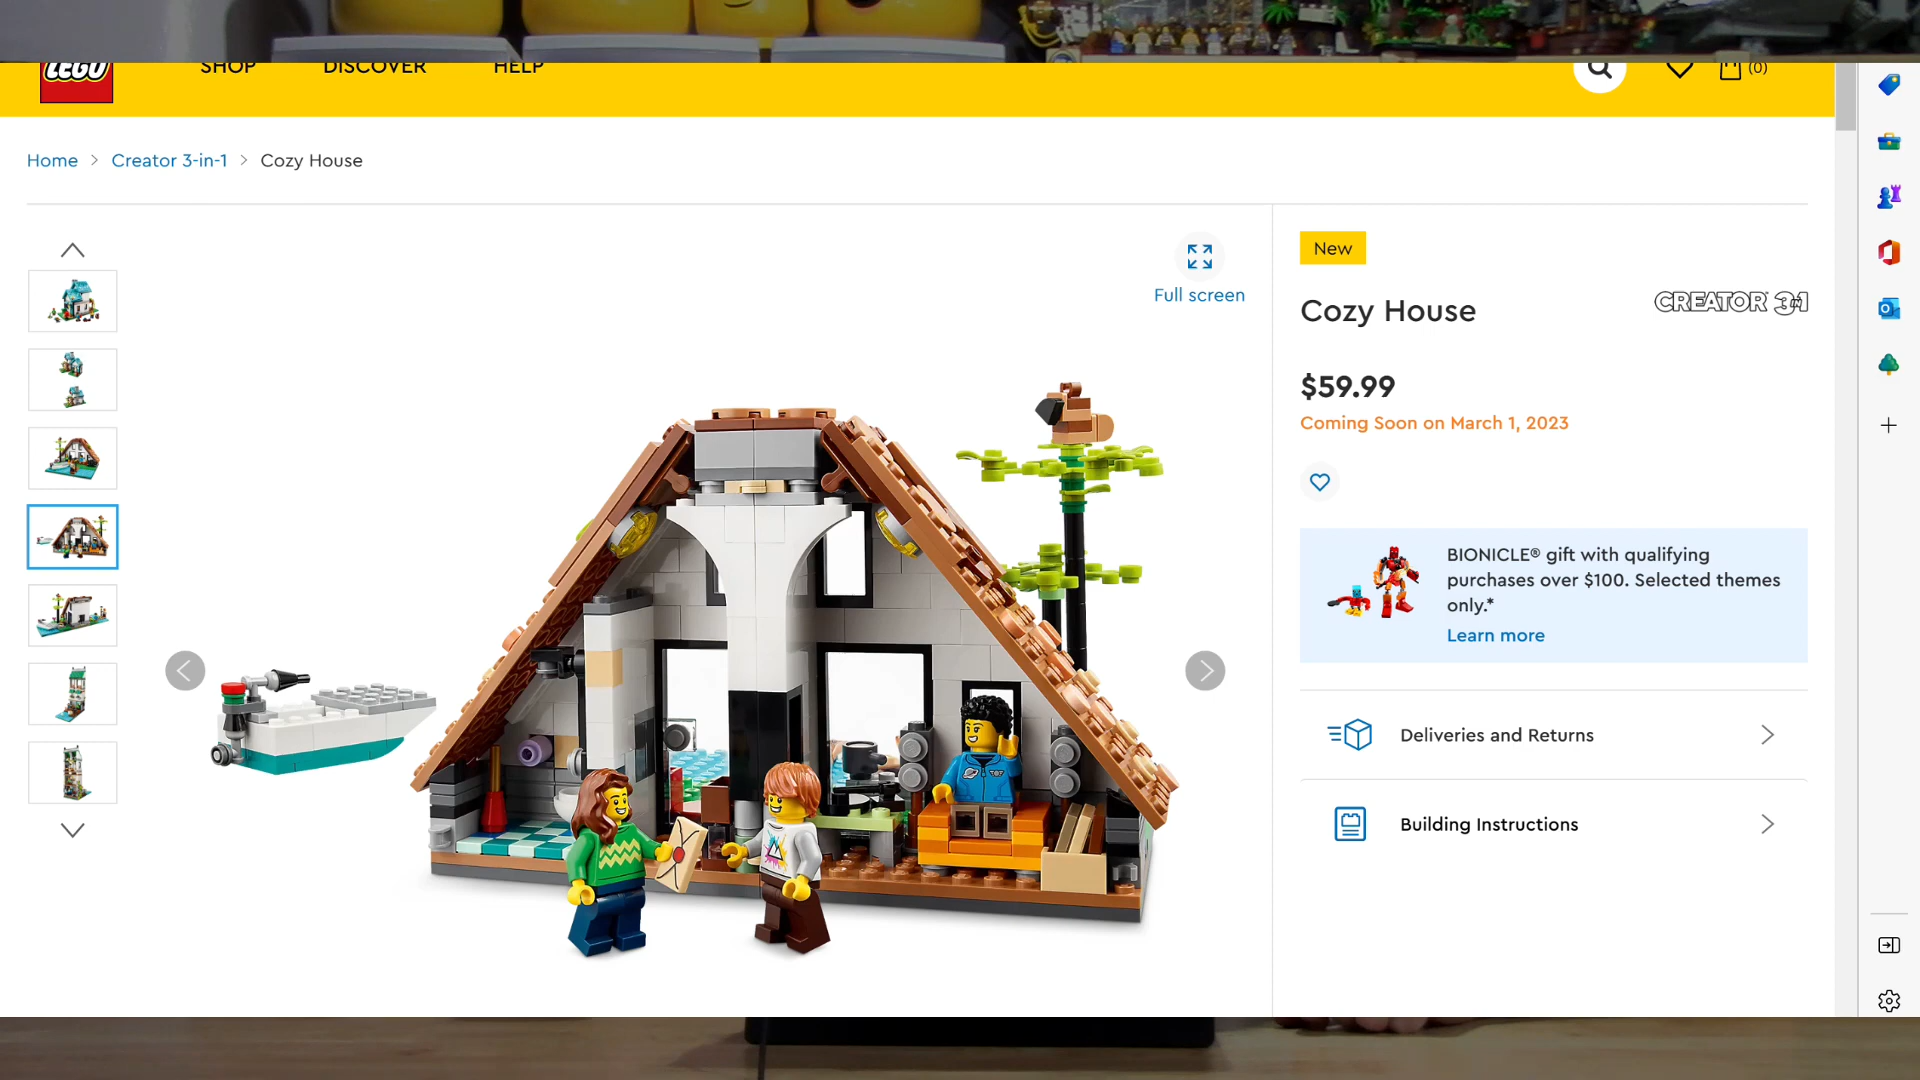 LEGO
SHOP
DISCOVER
HELP
(0)
Home > Creator 3-in-1 > Cozy House
Full screen
New
Cozy House
CREATOR 3in1
$59.99
Coming Soon on March 1, 2023
BIONICLE® gift with qualifying
purchases over $100. Selected themes
only.*
Learn more
Deliveries and Returns
Building Instructions